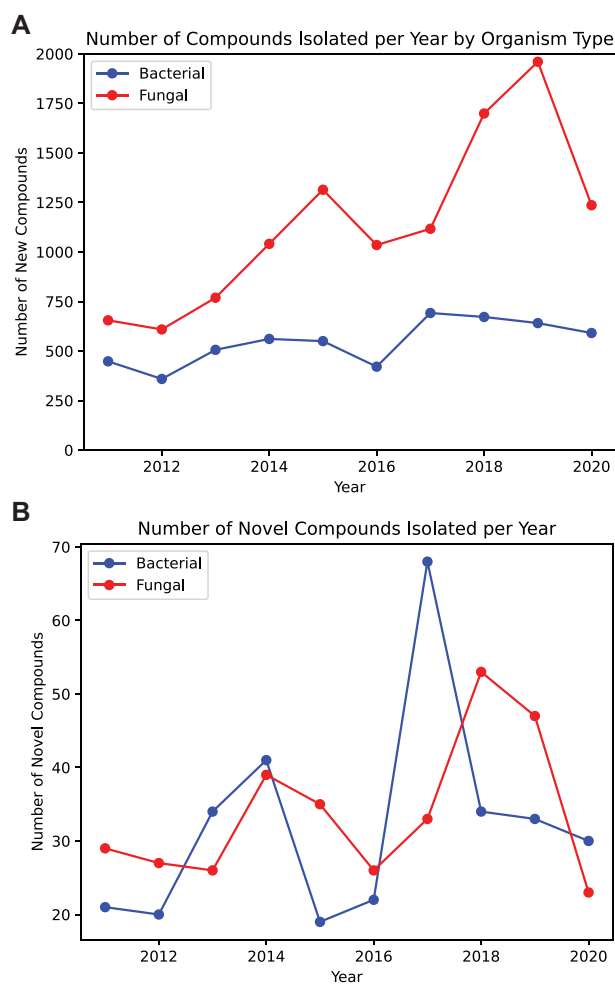 A
Number of Compounds Isolated per Year by Organism Type
Bacterial
Fungal
Number of New Compounds
2000
1750
1500
1250
1000
750
500
250
0
2012 2014 2016 2018 2020
Year
B
Number of Novel Compounds Isolated per Year
Bacterial
Fungal
Number of Novel Compounds
70
60
50
40
30
20
2012 2014 2016 2018 2020
Year